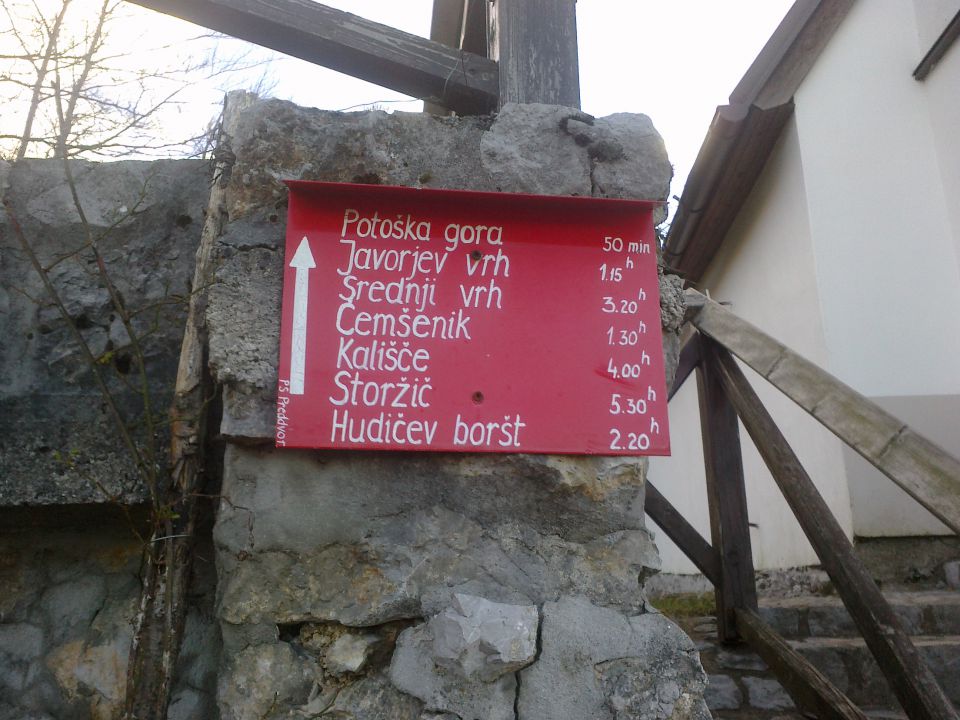 Potoška gora 50 min
Javorjev vrh 1.15 h
Srednji vrh 3.20 h
Čemšenik 1.30 h
Kališče 4.00 h
Storžič 5.30 h
Hudičev boršt 2.20 h
PS Preddvor